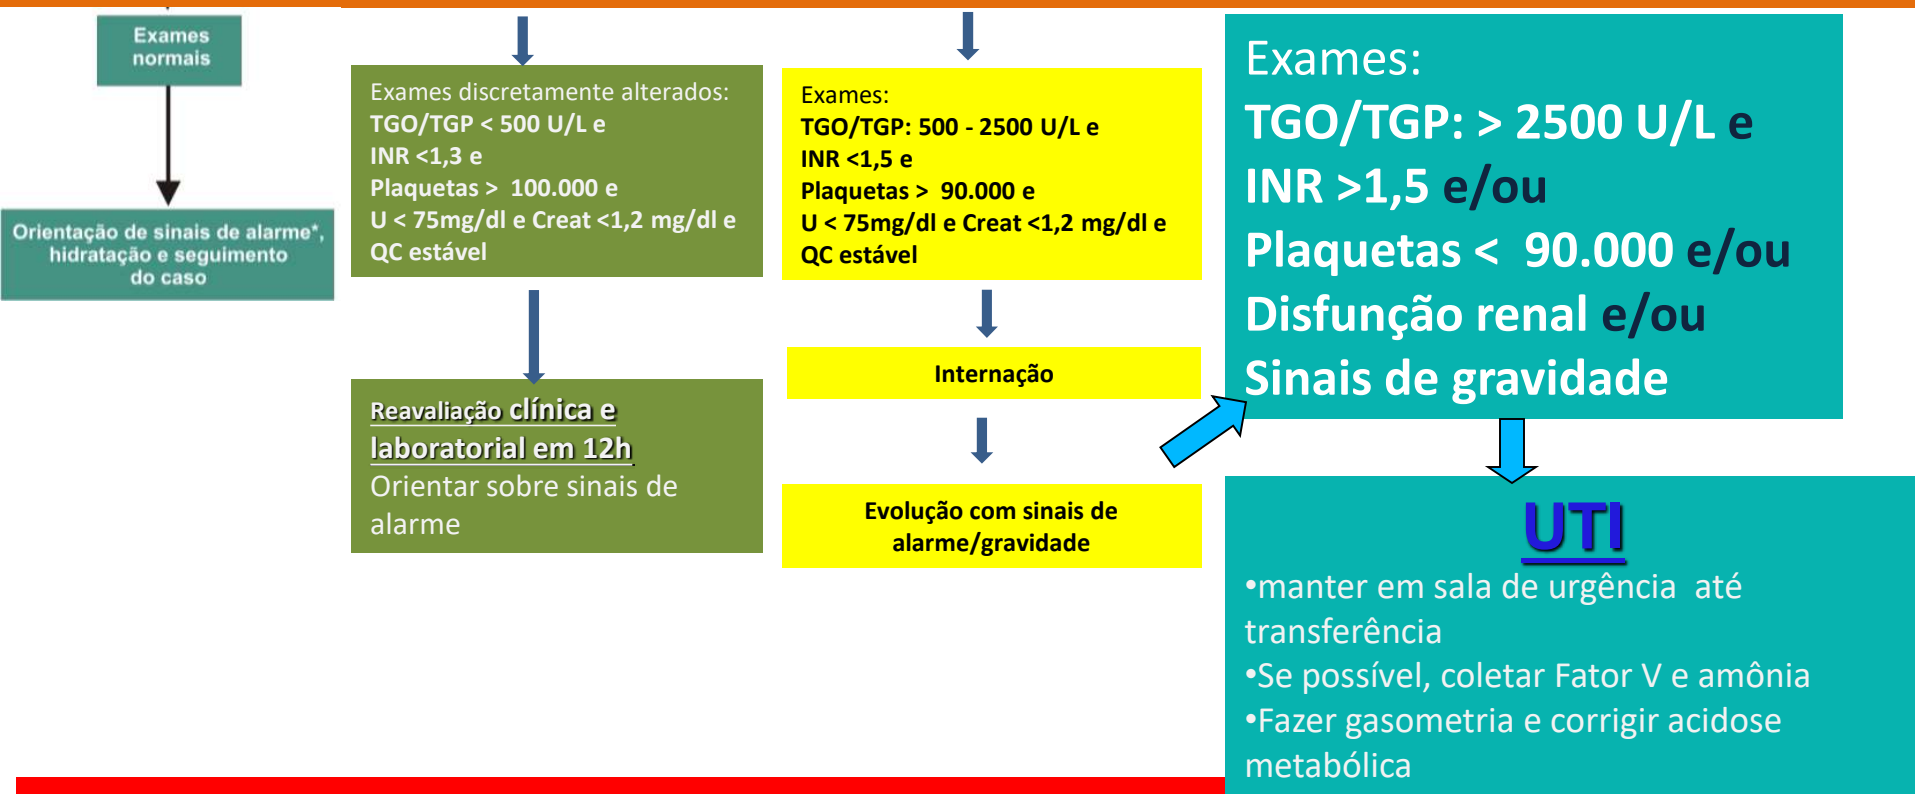 Exames
normais
Orientação de sinais de alarme*,
hidratação e seguimento
do caso
Exames discretamente alterados:
TGO/TGP < 500 U/L e
INR <1,3 e
Plaquetas >  100.000 e
U < 75mg/dl e Creat <1,2 mg/dl e
QC estável
Reavaliação clínica e
laboratorial em 12h
Orientar sobre sinais de
alarme
Exames:
TGO/TGP: 500 - 2500 U/L e
INR <1,5 e
Plaquetas >  90.000 e
U < 75mg/dl e Creat <1,2 mg/dl e
QC estável
Internação
Evolução com sinais de
alarme/gravidade
Exames:
TGO/TGP: > 2500 U/L e
INR >1,5 e/ou
Plaquetas <  90.000 e/ou
Disfunção renal e/ou
Sinais de gravidade
UTI
•manter em sala de urgência  até
transferência
•Se possível, coletar Fator V e amônia
•Fazer gasometria e corrigir acidose
metabólica